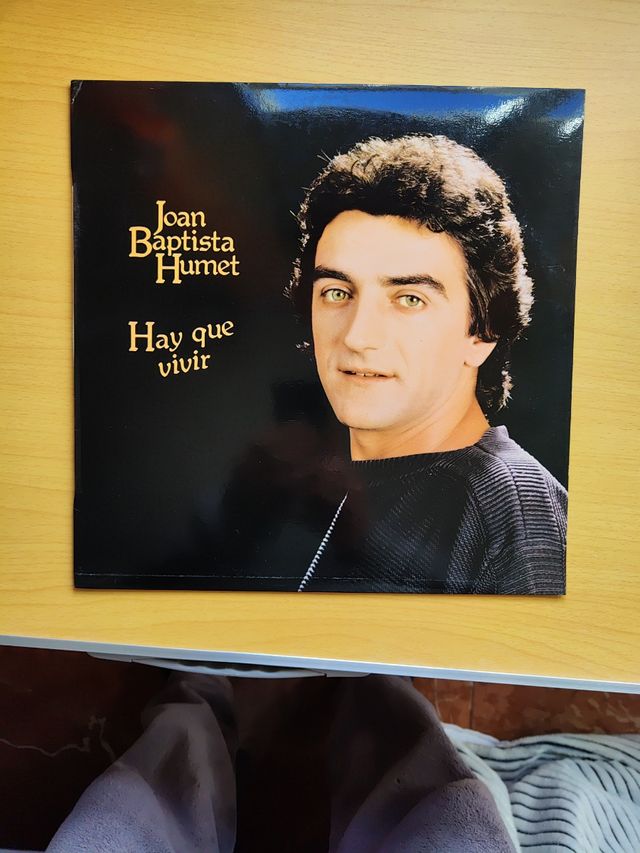 Joan
Baptista
Humet
Hay que
vivir